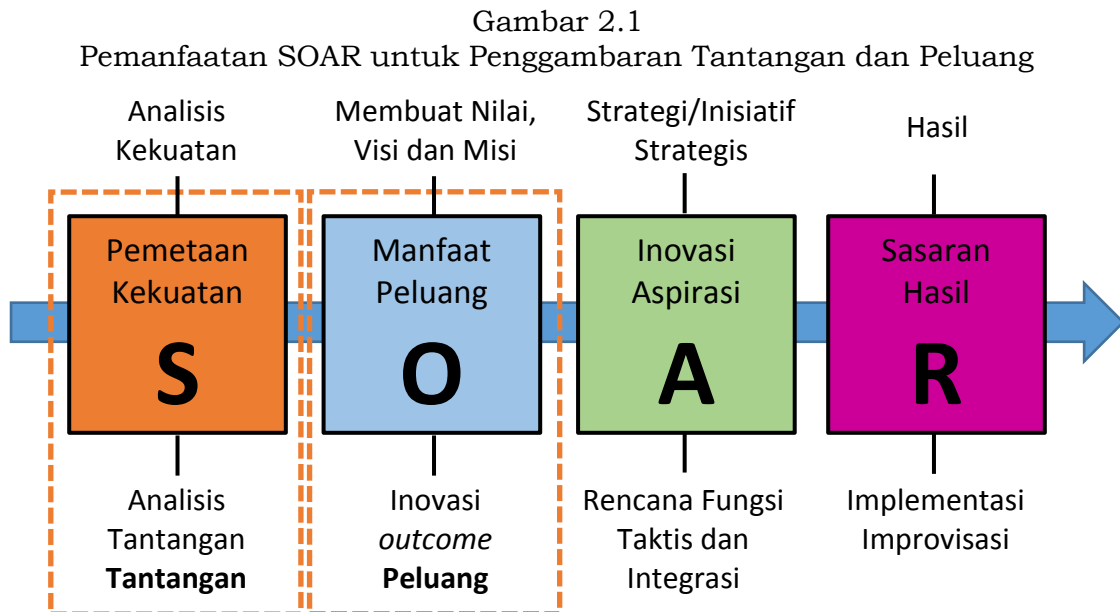 Gambar 2.1
Pemanfaatan SOAR untuk Penggambaran Tantangan dan Peluang
Analisis
Kekuatan
Membuat Nilai,
Visi dan Misi
Strategi/Inisiatif
Strategis
Hasil
Pemetaan
Kekuatan
S
Manfaat
Peluang
O
Inovasi
Aspirasi
A
Sasaran
Hasil
R
Analisis
Tantangan
Tantangan
Inovasi
outcome
Peluang
Rencana Fungsi
Taktis dan
Integrasi
Implementasi
Improvisasi